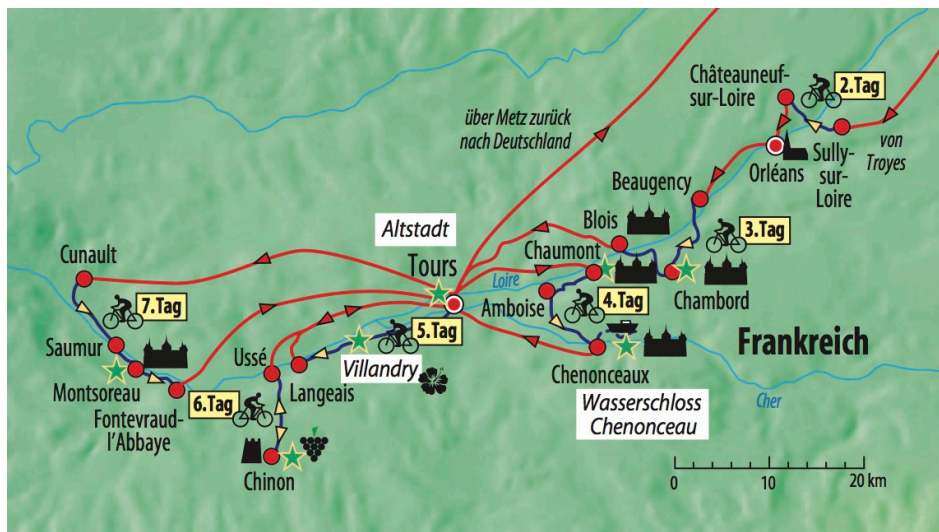 Châteauneuf-
sur-Loire
2.Tag
über Metz zurück
nach Deutschland
von
Troyes
Sully-
sur-
Loire
Orléans
Beaugency
Altstadt
Blois
3.Tag
Cunault
Tours
Chaumont
Loire
Chambord
7.Tag
Amboise
4.Tag
5.Tag
Saumur
Ussé
Villandry
Frankreich
Langeais
Chenonceaux
Montsoreau
6.Tag
Fontevraud-
l'Abbaye
Wasserschloss
Chenonceau
Cher
Chinon
0 10 20 km